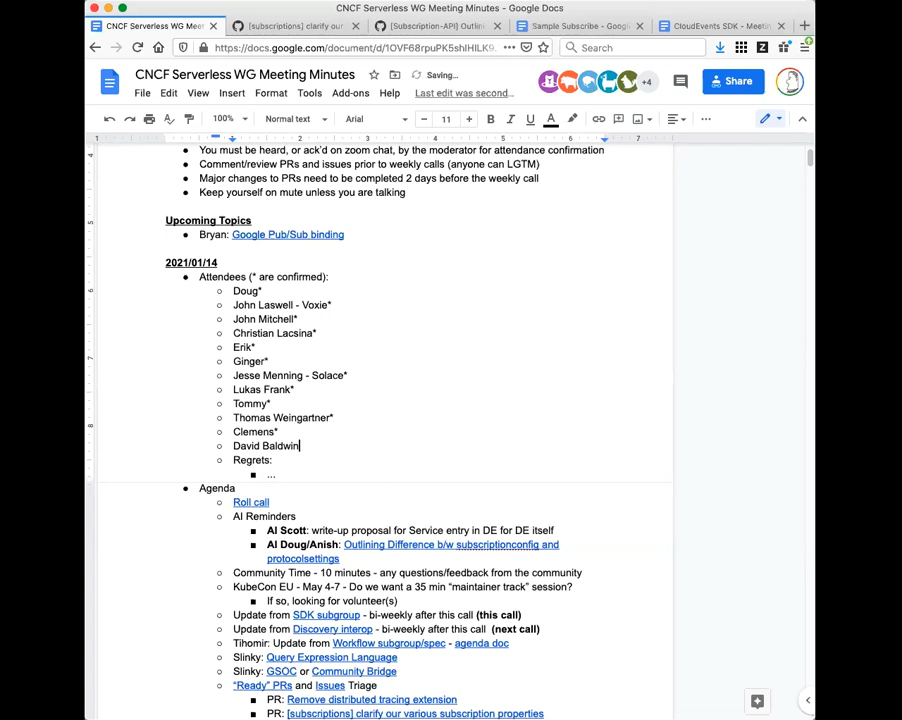 CNCF Serverless WG Meeting Minutes - Google Docs
CNCF Serverless WG Meeting Min
[subscriptions] clarify our
[Subscription-API] Outline
Sample Subscribe - Google
CloudEvents SDK - Meeting
https://docs.google.com/document/d/1OVF68rpuPK5shIHILK9
Search
CNCF Serverless WG Meeting Minutes
Saving...
+4
Share
File Edit View Insert Format Tools Add-ons Help Last edit was second...
100% Normal text Arial 11 B I U A
1 1 2 3 4 5 6 7
You must be heard, or ack'd on zoom chat, by the moderator for attendance confirmation
Comment/review PRs and issues prior to weekly calls (anyone can LGTM)
Major changes to PRs need to be completed 2 days before the weekly call
Keep yourself on mute unless you are talking
Upcoming Topics
Bryan: Google Pub/Sub binding
2021/01/14
Attendees (* are confirmed):
Doug*
John Laswell - Voxie*
John Mitchell*
Christian Lacsina*
Erik*
Ginger*
Jesse Menning - Solace*
Lukas Frank*
Tommy*
Thomas Weingartner*
Clemens*
David Baldwin
Regrets:
...
Agenda
Roll call
AI Reminders
AI Scott: write-up proposal for Service entry in DE for DE itself
AI Doug/Anish: Outlining Difference b/w subscriptionconfig and
protocolsettings
Community Time - 10 minutes - any questions/feedback from the community
KubeCon EU - May 4-7 - Do we want a 35 min “maintainer track” session?
If so, looking for volunteer(s)
Update from SDK subgroup - bi-weekly after this call (this call)
Update from Discovery interop - bi-weekly after this call (next call)
Tihomir: Update from Workflow subgroup/spec - agenda doc
Slinky: Query Expression Language
Slinky: GSOC or Community Bridge
“Ready” PRs and Issues Triage
PR: Remove distributed tracing extension
PR: [subscriptions] clarify our various subscription properties